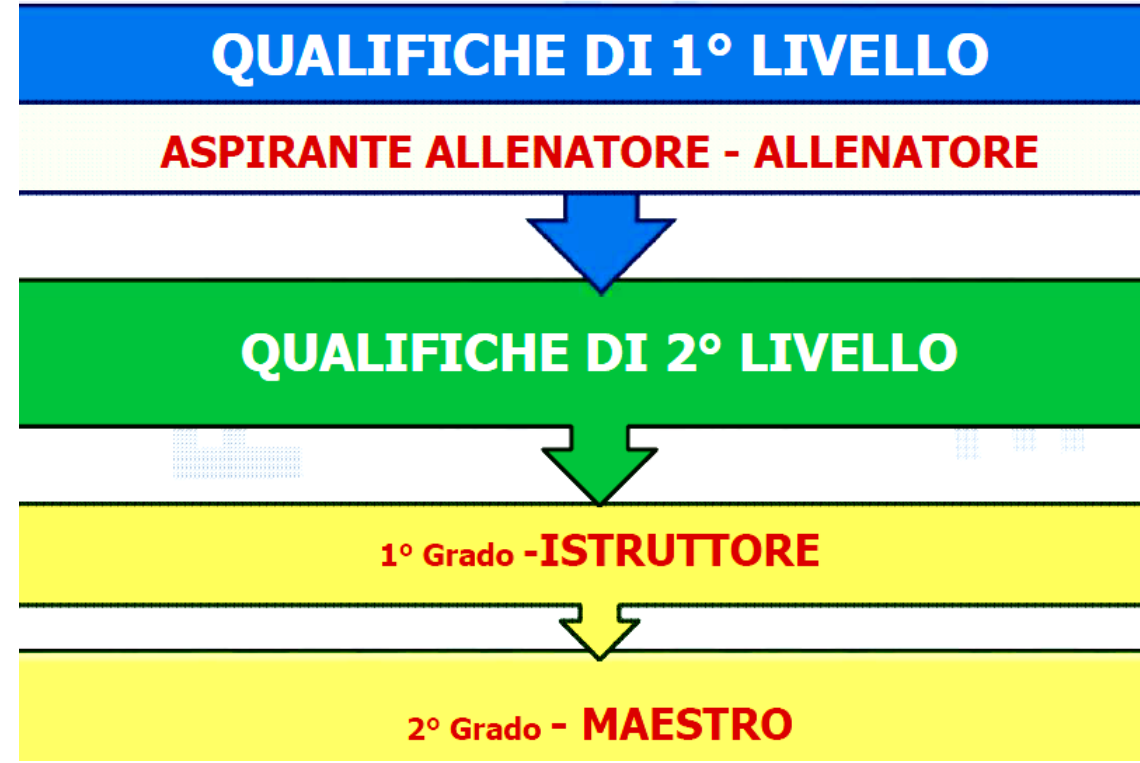 QUALIFICHE DI 1° LIVELLO
ASPIRANTE ALLENATORE - ALLENATORE
QUALIFICHE DI 2° LIVELLO
1° Grado -ISTRUTTORE
2° Grado - MAESTRO